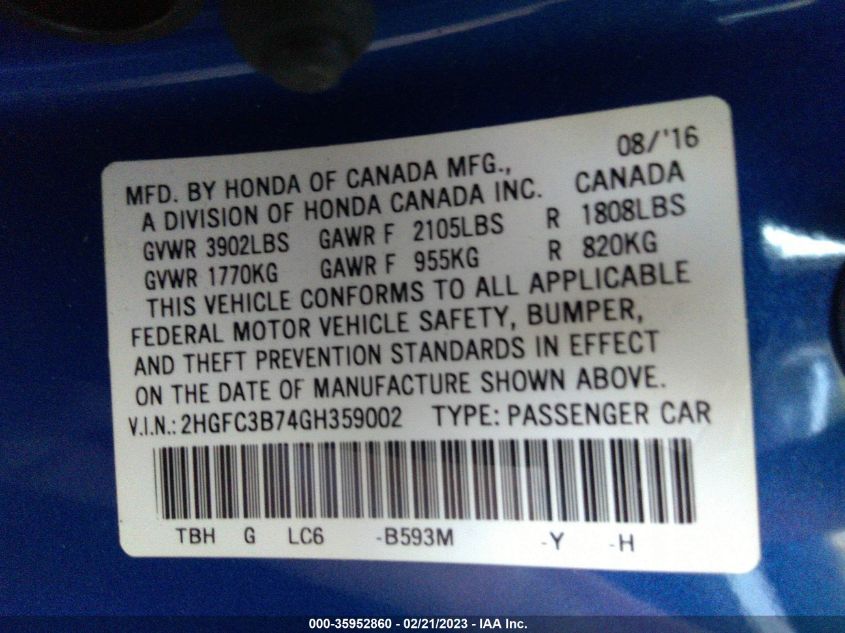 08/'16
MFD. BY HONDA OF CANADA MFG.,
A DIVISION OF HONDA CANADA INC. CANADA
GVWR 3902LBS GAWR F 2105LBS R 1808LBS
GVWR 1770KG GAWR F 955KG R 820KG
THIS VEHICLE CONFORMS TO ALL APPLICABLE
FEDERAL MOTOR VEHICLE SAFETY, BUMPER,
AND THEFT PREVENTION STANDARDS IN EFFECT
ON THE DATE OF MANUFACTURE SHOWN ABOVE.
V.I.N.: 2HGFC3B74GH359002 TYPE: PASSENGER CAR
TBH G LC6 -B593M -Y -H
000-35952860 - 02/21/2023 - IAA Inc.